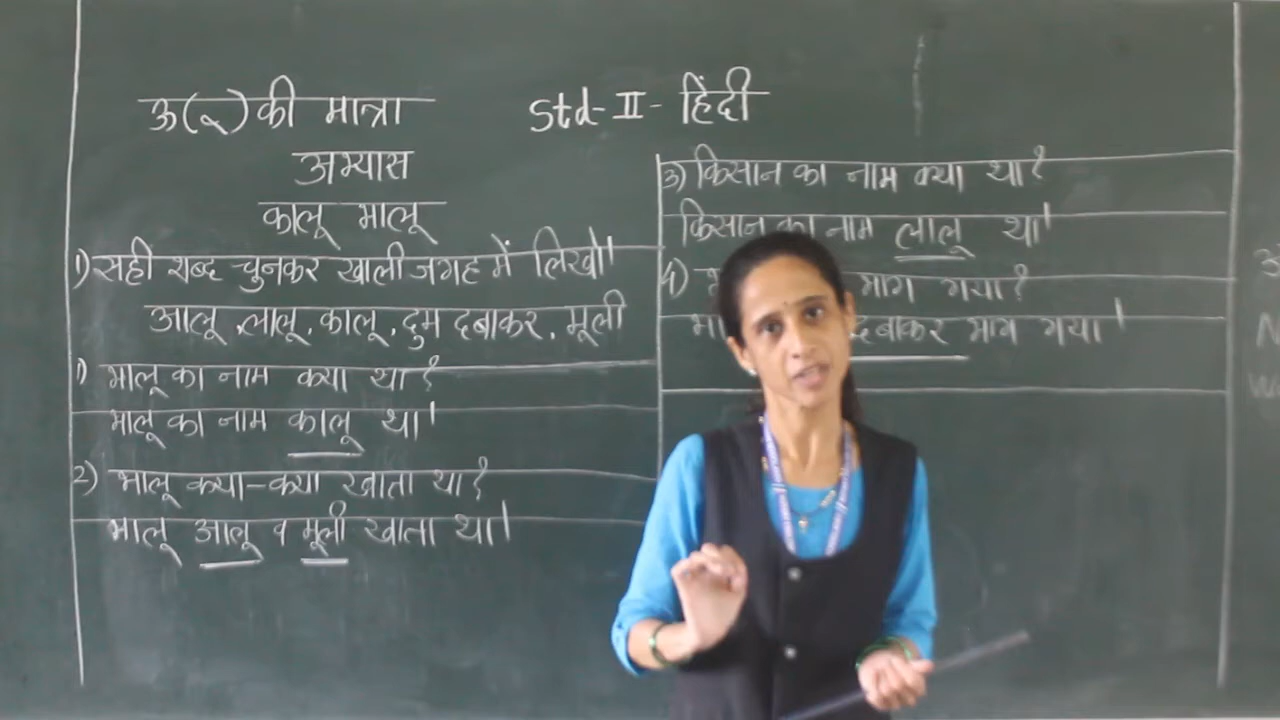 ऊ(ू) की मात्रा
Std-II- हिंदी
अभ्यास
कालू भालू
1) सही शब्द चुनकर खाली जगह में लिखो।
आलू, लालू, कालू, दुम दबाकर, मूली
1) भालू का नाम क्या था?
भालू का नाम कालू था।
2) भालू क्या-क्या खाता था?
भालू आलू व मूली खाता था।
3) किसान का नाम क्या था?
किसान का नाम लालू था।
4) भाग गया?
दबाकर भाग गया।